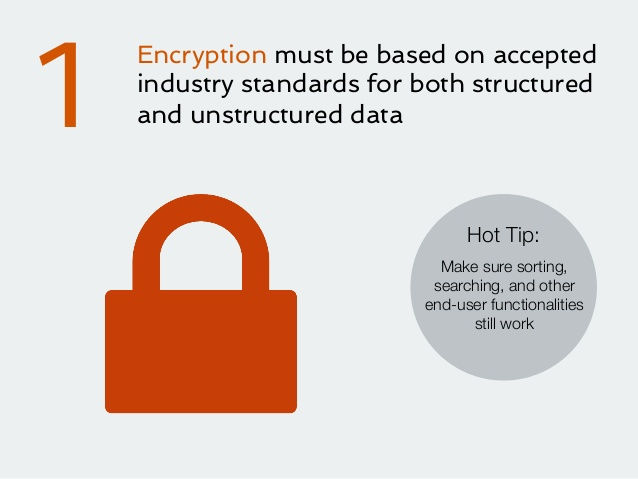 1
Encryption must be based on accepted
industry standards for both structured
and unstructured data
Hot Tip:
Make sure sorting,
searching, and other
end-user functionalities
still work